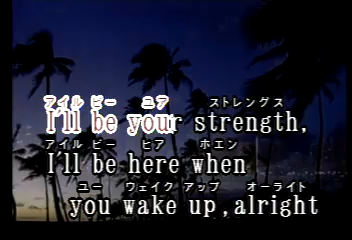 アイル ビー ユア ストレングス
I'll be your strength,
アイル ビー ヒア ホエン
I'll be here when
ユー ウェイク アップ オーライト
you wake up,alright